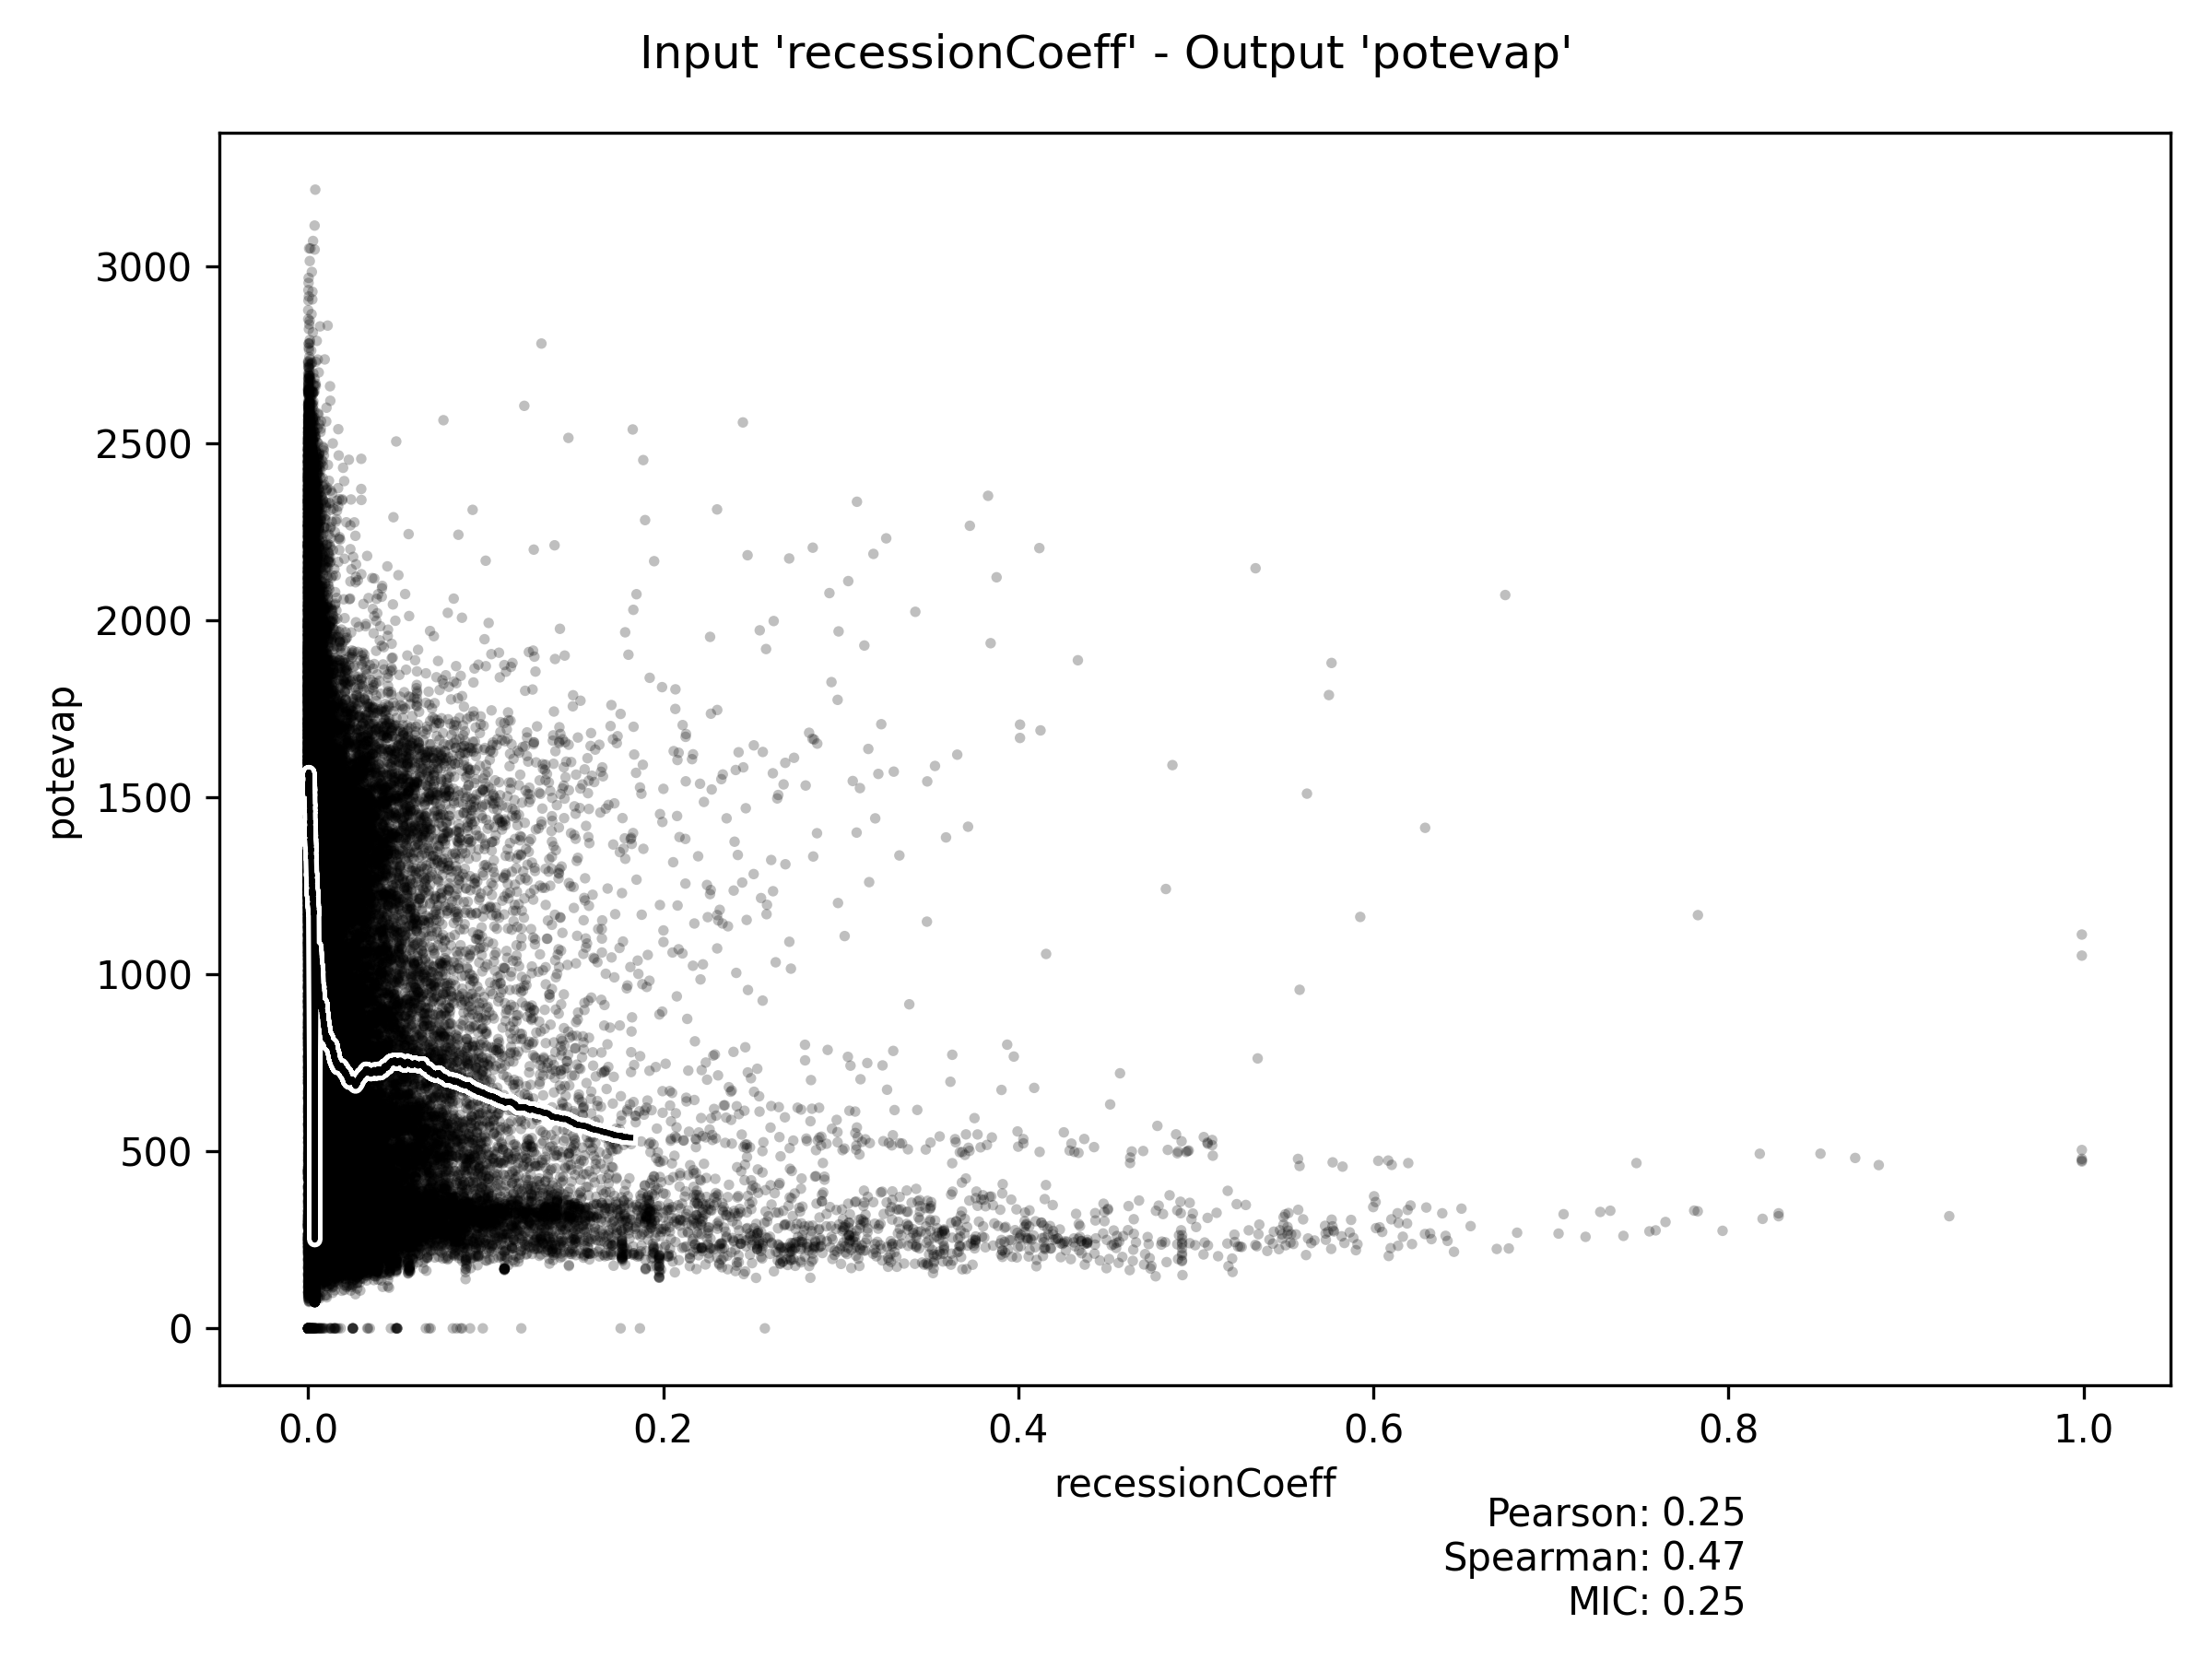 Input 'recessionCoeff' - Output 'potevap'
3000
2500
2000
1500
1000
500
0
potevap
0.0 0.2 0.4 0.6 0.8 1.0
recessionCoeff
Pearson: 0.25
Spearman: 0.47
MIC: 0.25